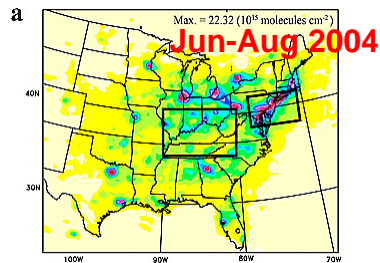 a
Max. = 22.32 (10¹⁵ molecules cm⁻²)
Jun-Aug 2004
40N
30N
100W 90W 80W 70W